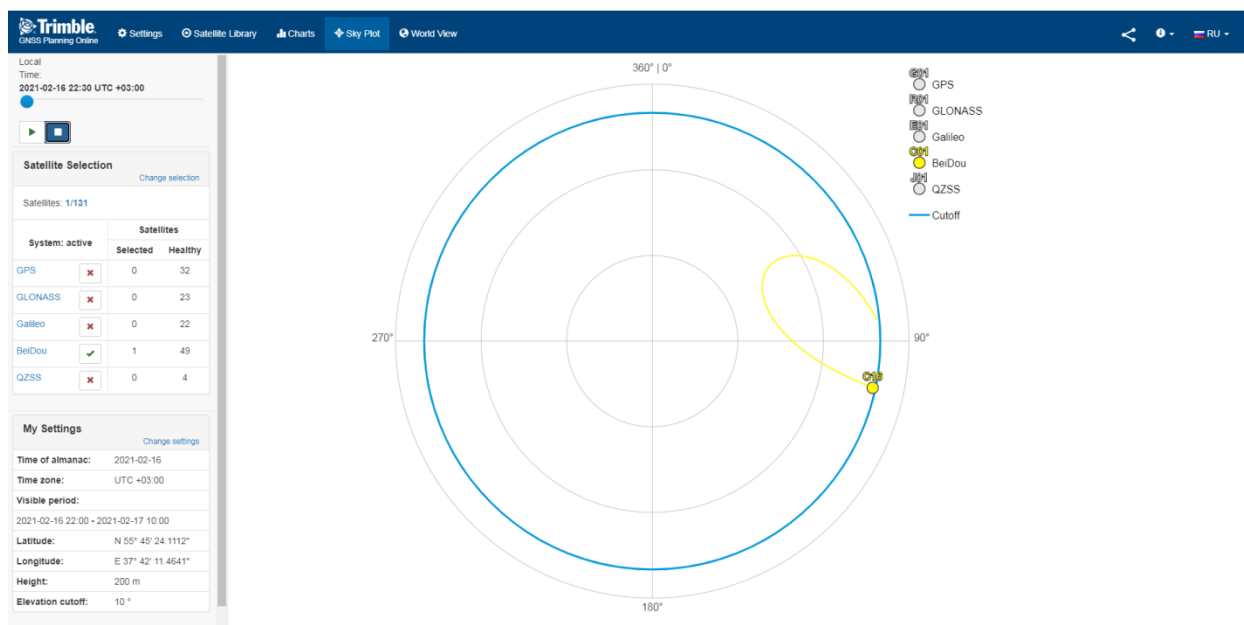 Trimble.
GNSS Planning Online
Settings
Satellite Library
Charts
Sky Plot
World View
RU
Local
Time:
2021-02-16 22:30 UTC +03:00
Satellite Selection
Change selection
Satellites: 1/131
System: active
Satellites
Selected Healthy
GPS 0 32
GLONASS 0 23
Galileo 0 22
BeiDou 1 49
QZSS 0 4
My Settings
Change settings
Time of almanac: 2021-02-16
Time zone: UTC +03:00
Visible period:
2021-02-16 22:00 - 2021-02-17 10:00
Latitude: N 55° 45' 24.1112"
Longitude: E 37° 42' 11.4641"
Height: 200 m
Elevation cutoff: 10 °
360° | 0°
270°
90°
C16
180°
G01
GPS
R01
GLONASS
E01
Galileo
C01
BeiDou
J01
QZSS
Cutoff